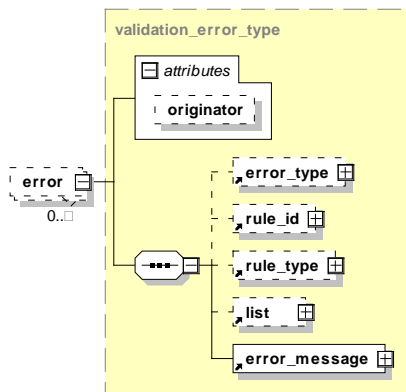 validation_error_type
attributes
originator
error
0..□
error_type
rule_id
rule_type
list
error_message